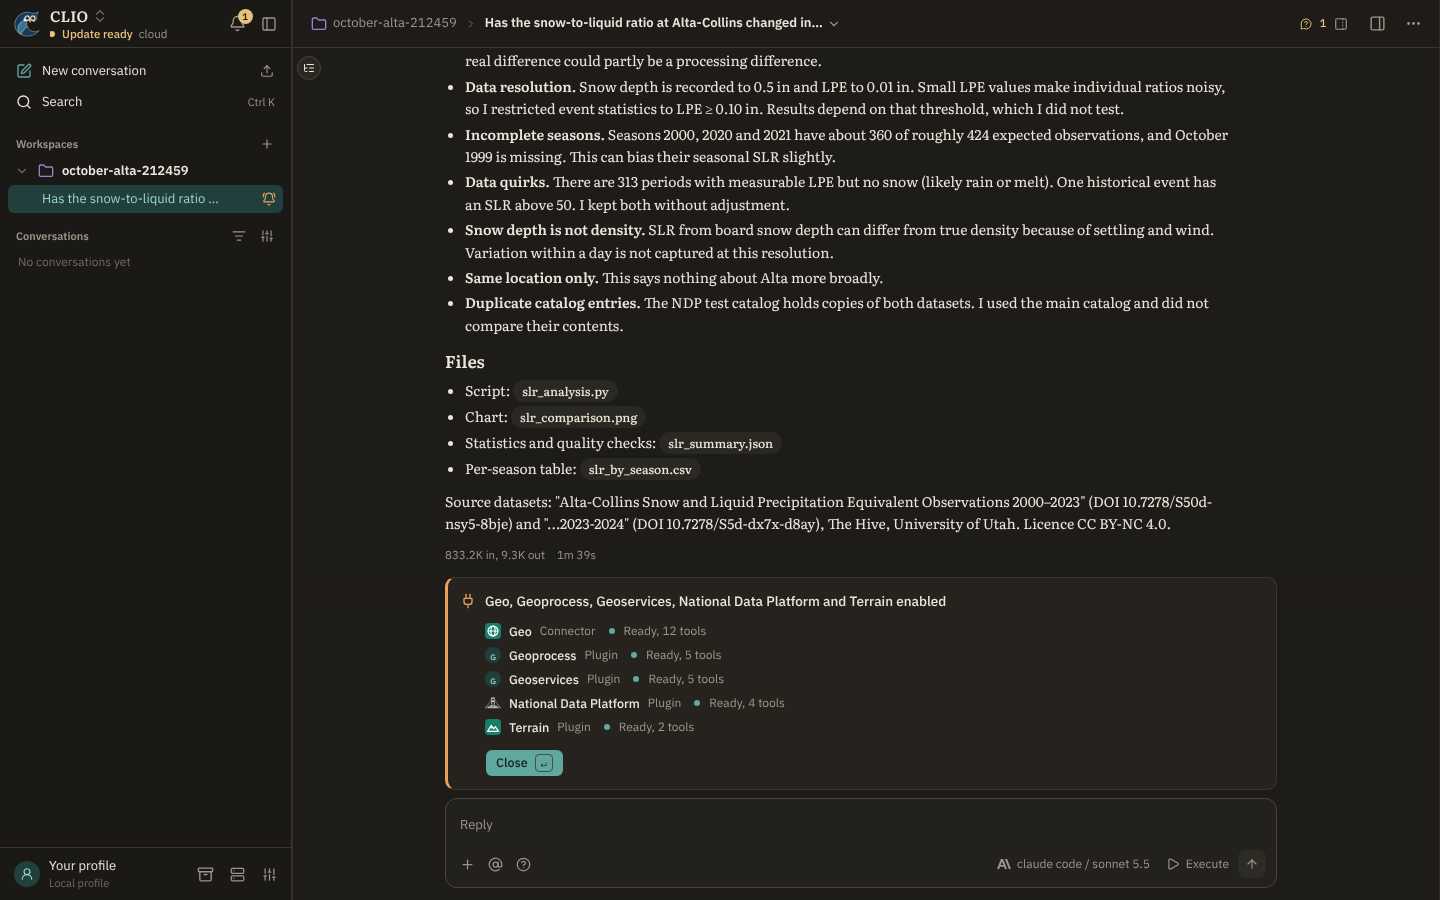 CLIO
Update ready cloud
1
New conversation
Search Ctrl K
Workspaces
october-alta-212459
Has the snow-to-liquid ratio ...
Conversations
No conversations yet
Your profile
Local profile
october-alta-212459 Has the snow-to-liquid ratio at Alta-Collins changed in... 1
real difference could partly be a processing difference.
Data resolution. Snow depth is recorded to 0.5 in and LPE to 0.01 in. Small LPE values make individual ratios noisy,
so I restricted event statistics to LPE ≥ 0.10 in. Results depend on that threshold, which I did not test.
Incomplete seasons. Seasons 2000, 2020 and 2021 have about 360 of roughly 424 expected observations, and October
1999 is missing. This can bias their seasonal SLR slightly.
Data quirks. There are 313 periods with measurable LPE but no snow (likely rain or melt). One historical event has
an SLR above 50. I kept both without adjustment.
Snow depth is not density. SLR from board snow depth can differ from true density because of settling and wind.
Variation within a day is not captured at this resolution.
Same location only. This says nothing about Alta more broadly.
Duplicate catalog entries. The NDP test catalog holds copies of both datasets. I used the main catalog and did not
compare their contents.
Files
Script: slr_analysis.py
Chart: slr_comparison.png
Statistics and quality checks: slr_summary.json
Per-season table: slr_by_season.csv
Source datasets: "Alta-Collins Snow and Liquid Precipitation Equivalent Observations 2000–2023" (DOI 10.7278/S50d-
nsy5-8bje) and "...2023-2024" (DOI 10.7278/S5d-dx7x-d8ay), The Hive, University of Utah. Licence CC BY-NC 4.0.
833.2K in, 9.3K out 1m 39s
Geo, Geoprocess, Geoservices, National Data Platform and Terrain enabled
Geo Connector Ready, 12 tools
G Geoprocess Plugin Ready, 5 tools
G Geoservices Plugin Ready, 5 tools
National Data Platform Plugin Ready, 4 tools
Terrain Plugin Ready, 2 tools
Close ↵
Reply
claude code / sonnet 5.5 Execute